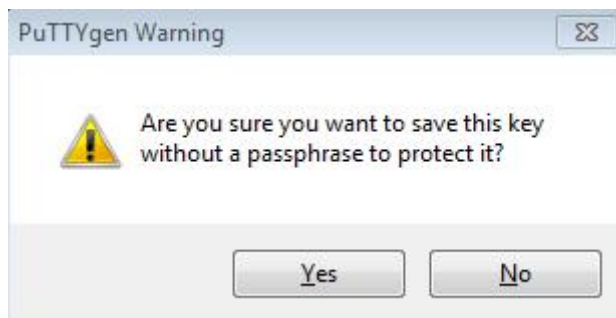 PuTTYgen Warning
Are you sure you want to save this key
without a passphrase to protect it?
Yes
No